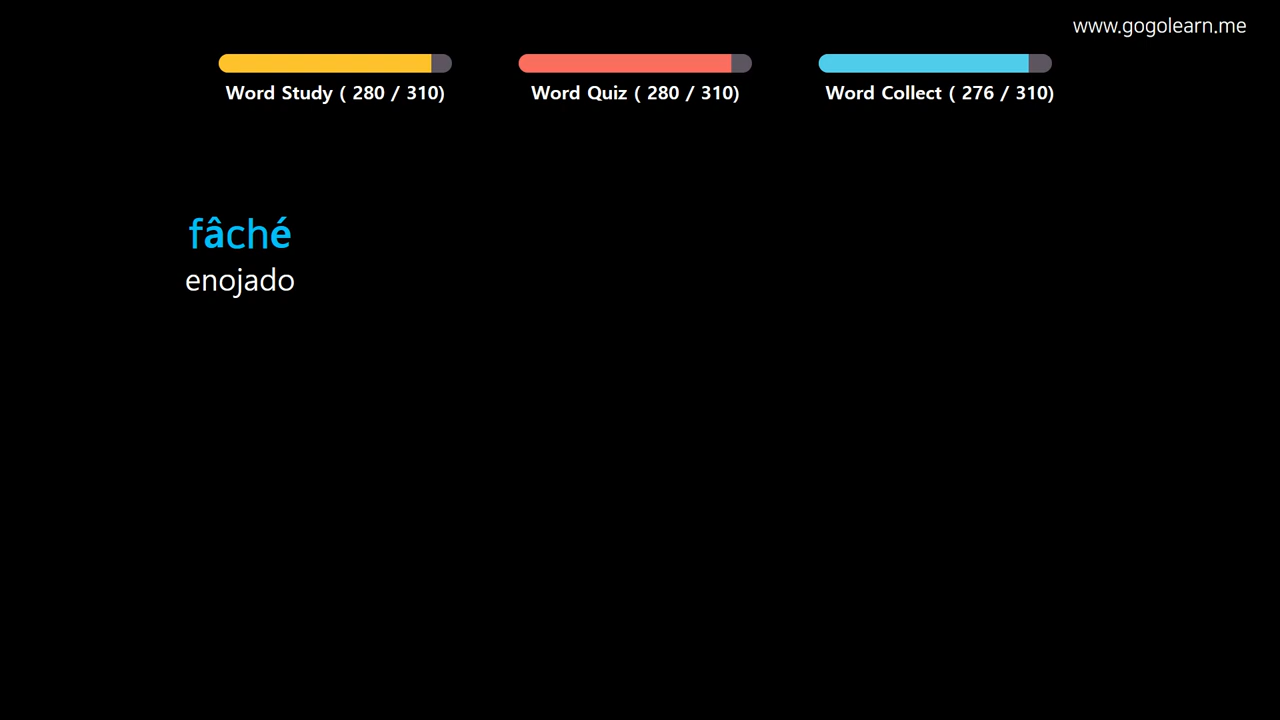 www.gogolearn.me
Word Study ( 280 / 310)
Word Quiz ( 280 / 310)
Word Collect ( 276 / 310)
fâché
enojado